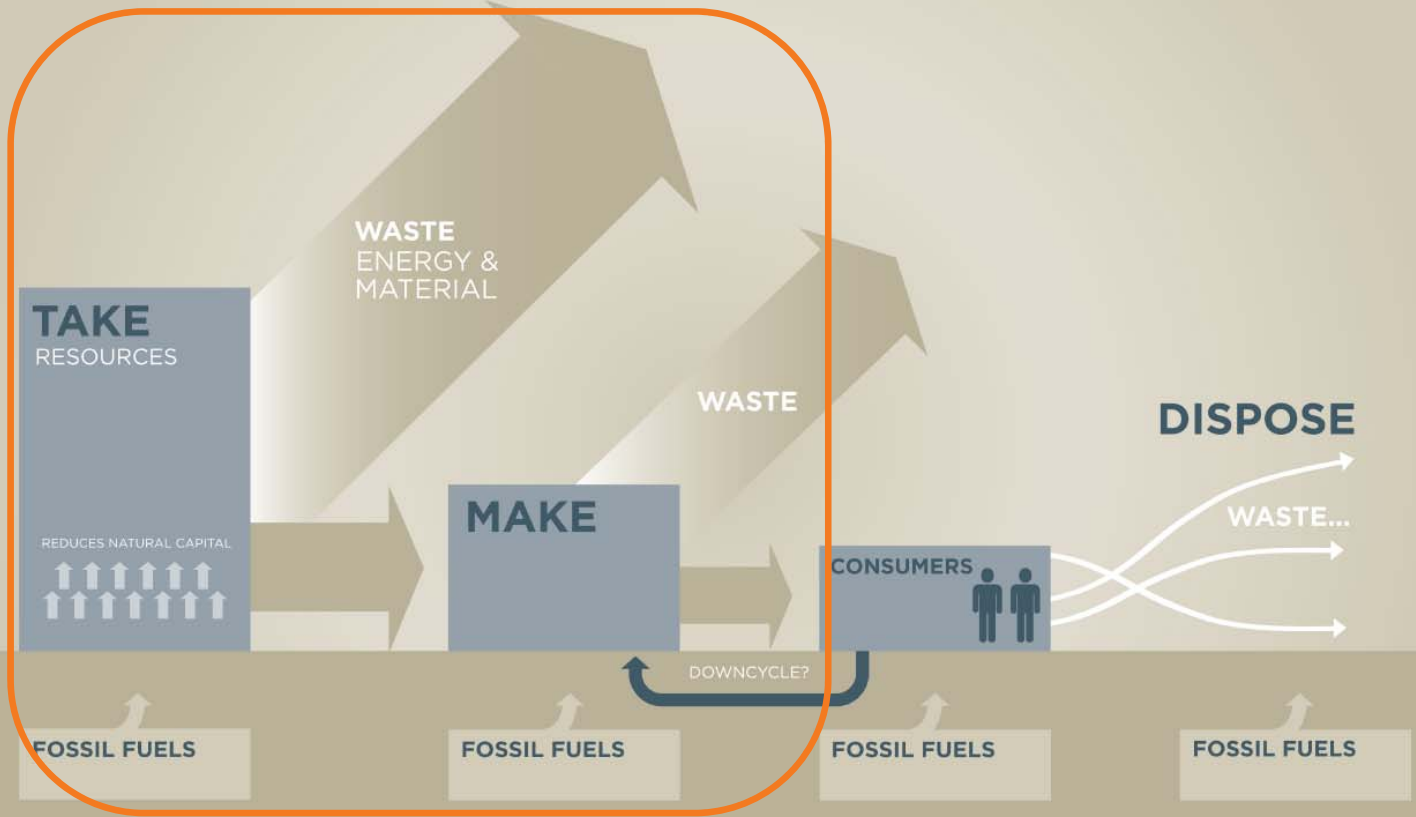 WASTE
ENERGY &
MATERIAL
TAKE
RESOURCES
REDUCES NATURAL CAPITAL
WASTE
MAKE
CONSUMERS
DISPOSE
WASTE...
DOWNCYCLE?
FOSSIL FUELS
FOSSIL FUELS
FOSSIL FUELS
FOSSIL FUELS